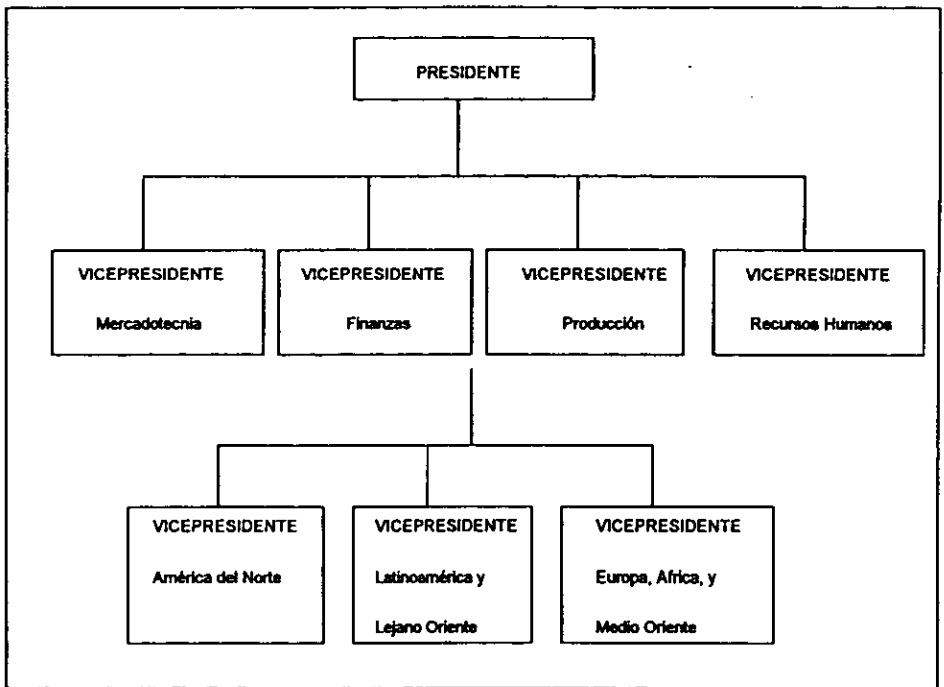 PRESIDENTE
VICEPRESIDENTE
Mercadotecnia
VICEPRESIDENTE
Finanzas
VICEPRESIDENTE
Producción
VICEPRESIDENTE
Recursos Humanos
VICEPRESIDENTE
América del Norte
VICEPRESIDENTE
Latinoamérica y
Lejano Oriente
VICEPRESIDENTE
Europa, Africa, y
Medio Oriente